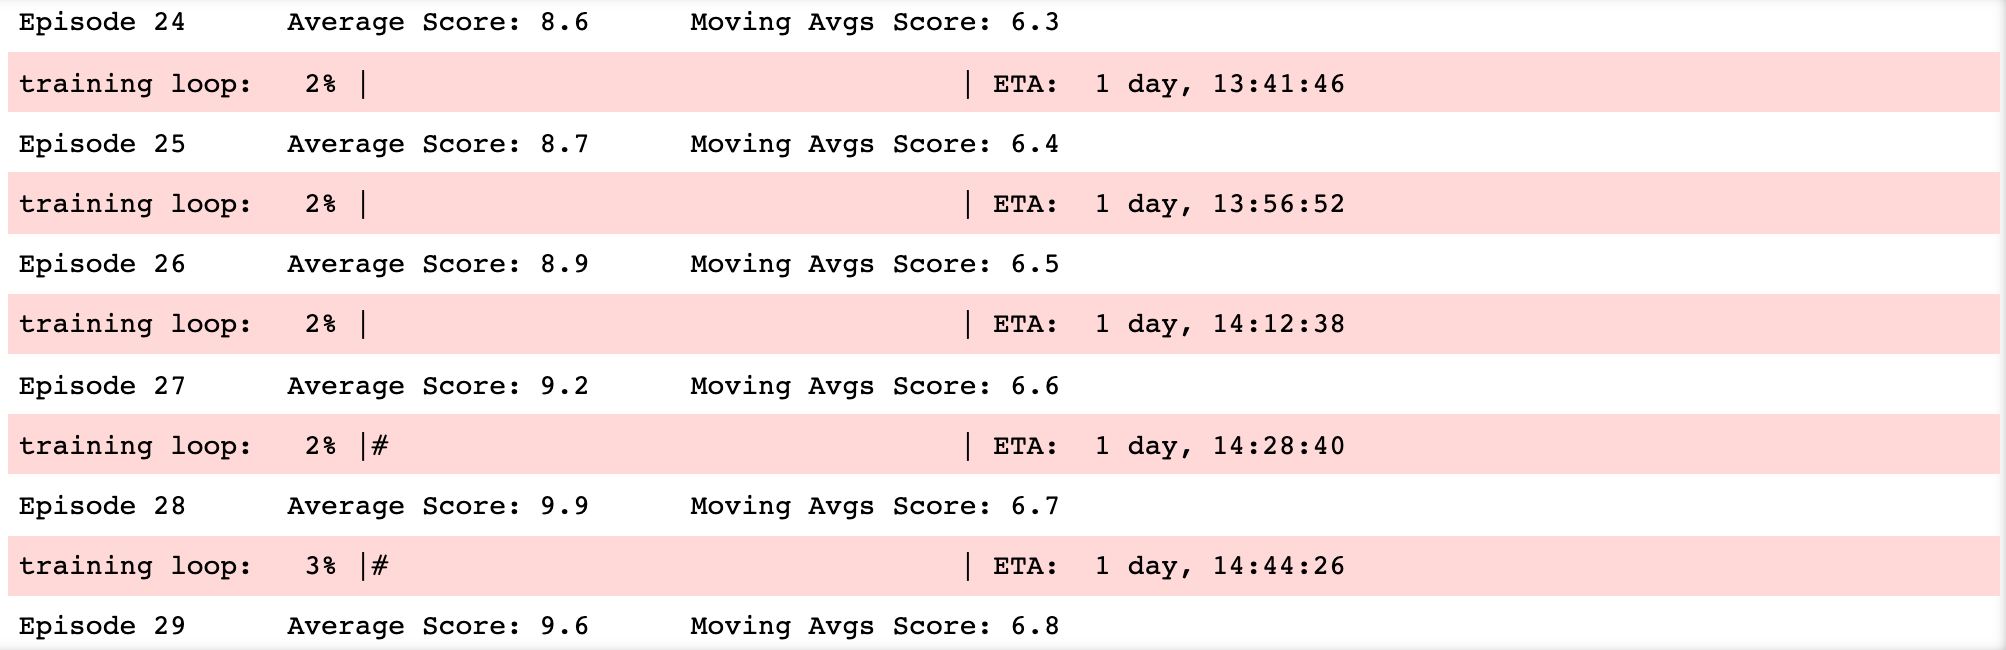 Episode 24      Average Score: 8.6      Moving Avgs Score: 6.3
training loop:   2% |                                   | ETA:  1 day, 13:41:46
Episode 25      Average Score: 8.7      Moving Avgs Score: 6.4
training loop:   2% |                                   | ETA:  1 day, 13:56:52
Episode 26      Average Score: 8.9      Moving Avgs Score: 6.5
training loop:   2% |                                   | ETA:  1 day, 14:12:38
Episode 27      Average Score: 9.2      Moving Avgs Score: 6.6
training loop:   2% |#                                  | ETA:  1 day, 14:28:40
Episode 28      Average Score: 9.9      Moving Avgs Score: 6.7
training loop:   3% |#                                  | ETA:  1 day, 14:44:26
Episode 29      Average Score: 9.6      Moving Avgs Score: 6.8